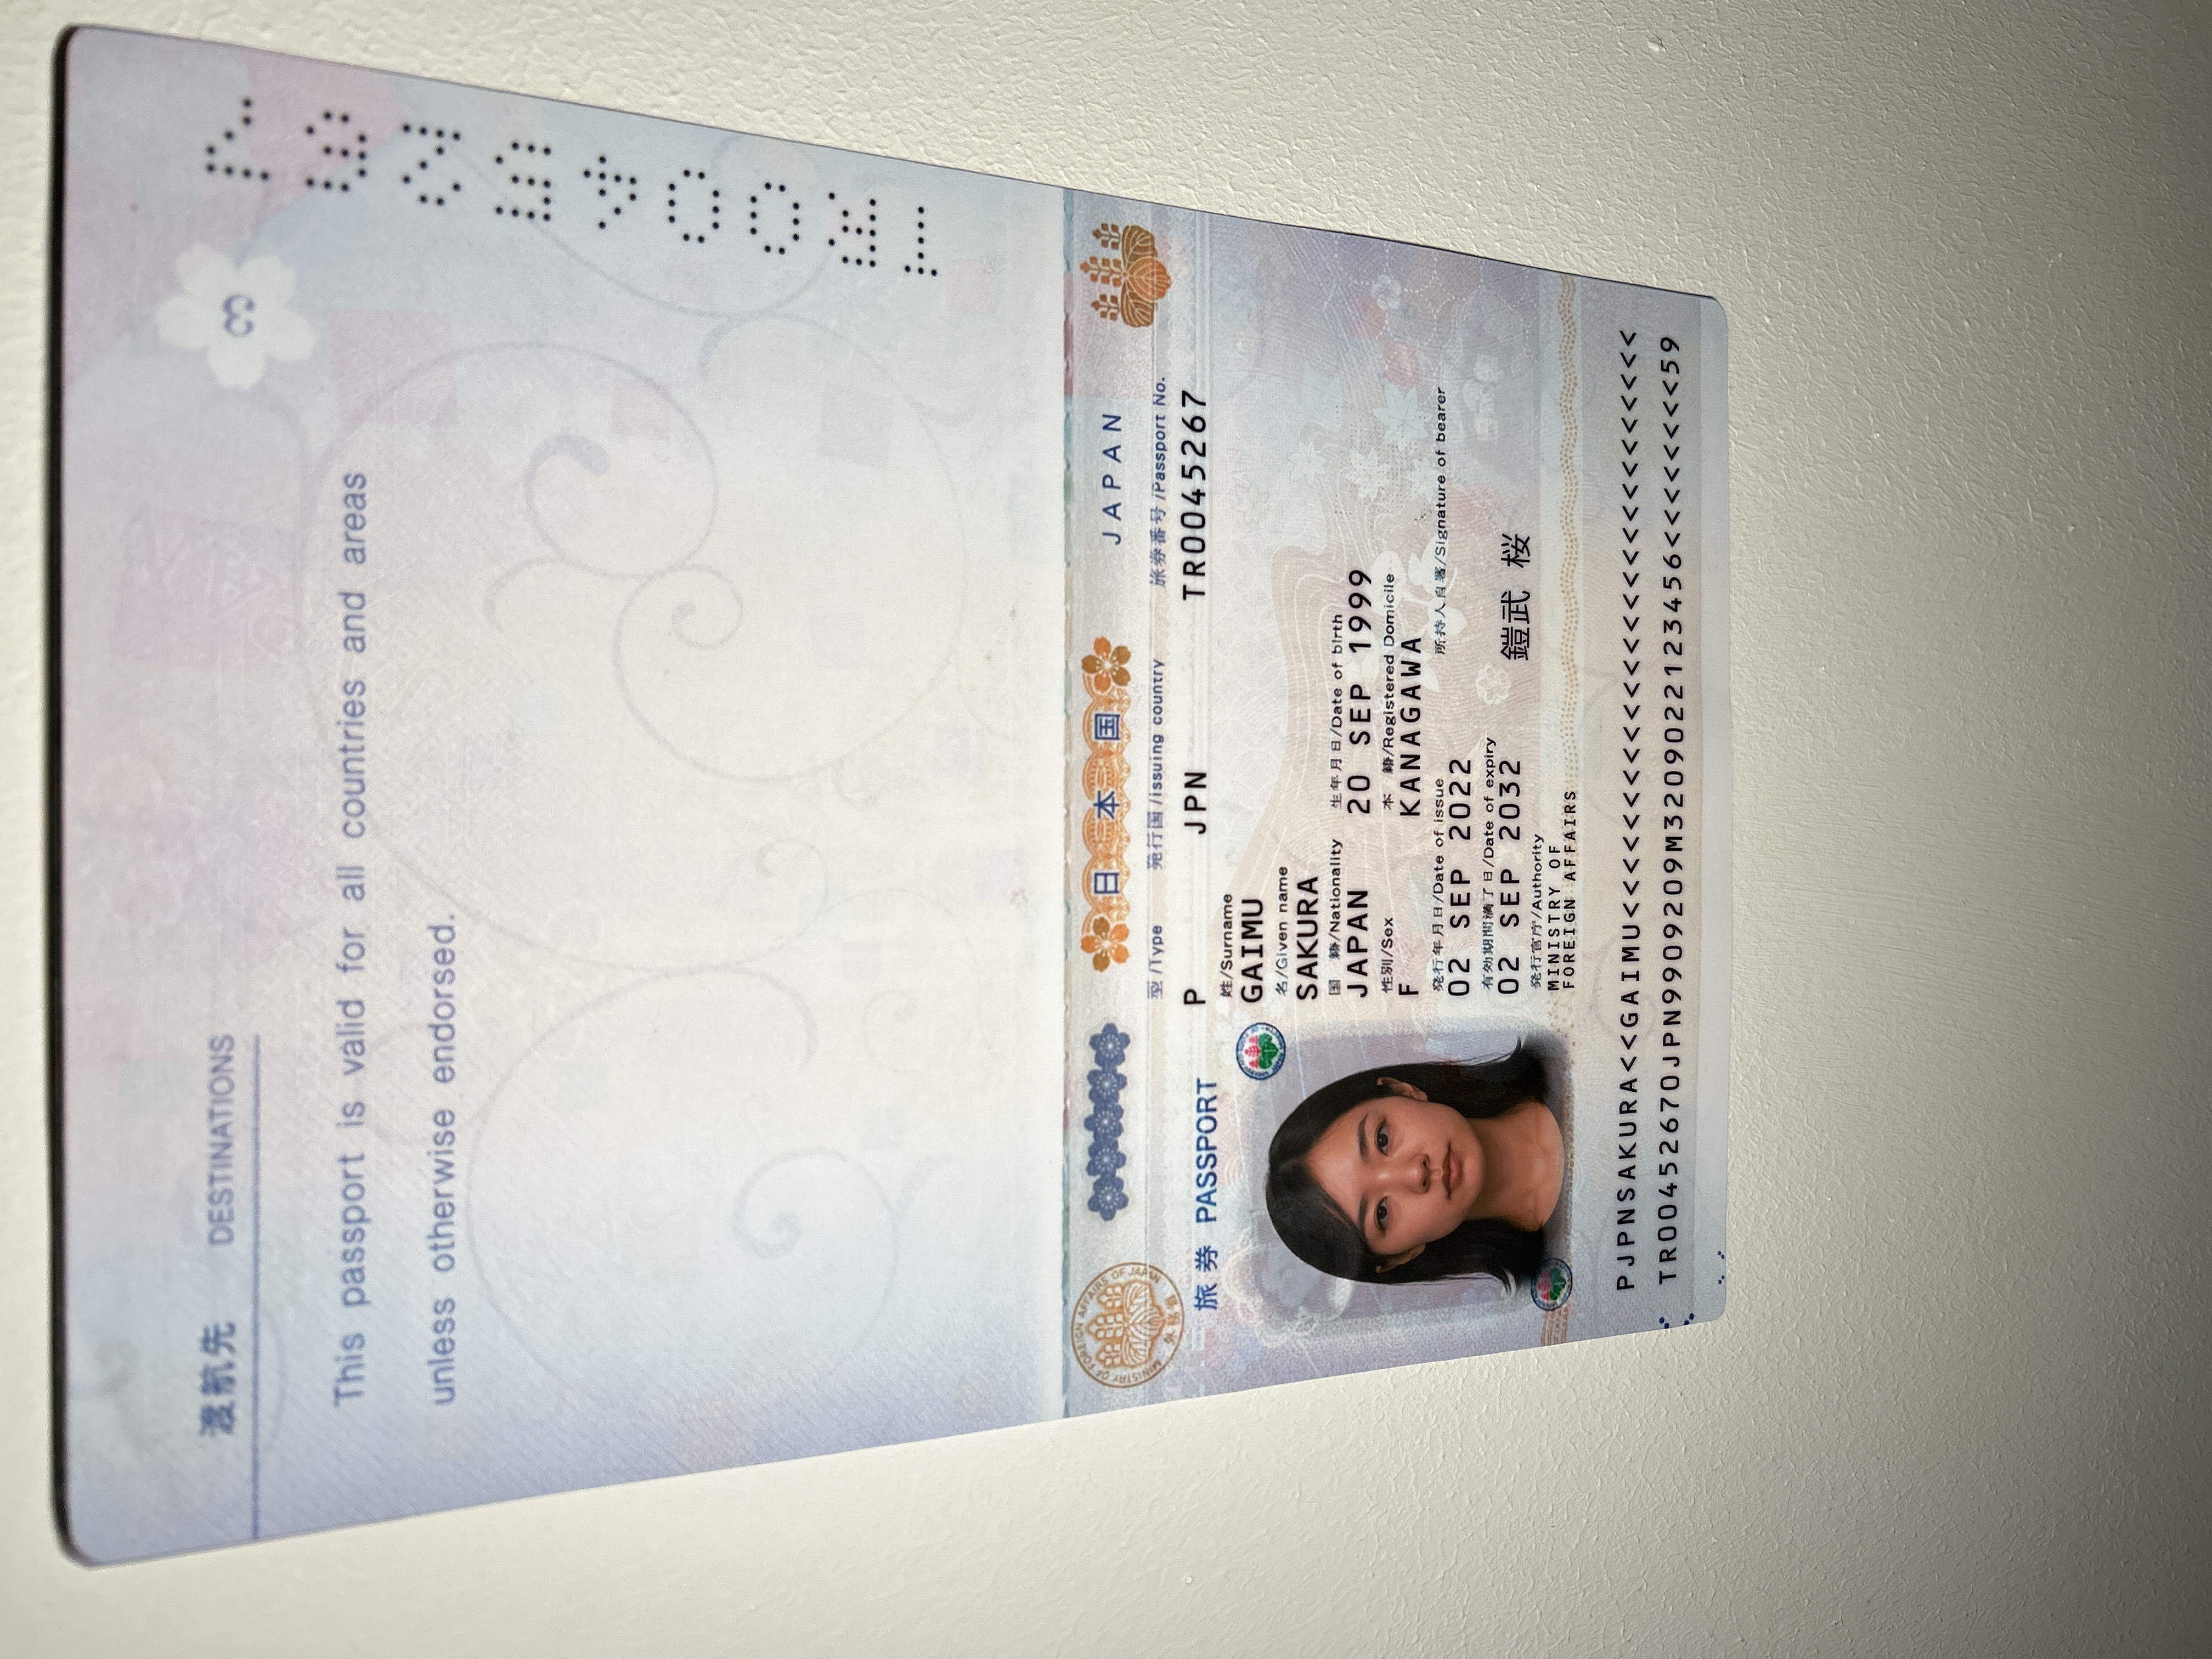 渡航先 DESTINATIONS
This passport is valid for all countries and areas
unless otherwise endorsed.
3
TR0045267
MINISTRY OF FOREIGN AFFAIRS OF JAPAN
外務省
日本国
JAPAN
型/Type 発行国/Issuing country 旅券番号/Passport No.
旅券 PASSPORT P JPN TR0045267
姓/Surname
GAIMU
名/Given name
SAKURA
国 籍/Nationality 生年月日/Date of birth
JAPAN 20 SEP 1999
性別/Sex 本 籍/Registered Domicile
F KANAGAWA
発行年月日/Date of issue 所持人自署/Signature of bearer
02 SEP 2022
有効期間満了日/Date of expiry
02 SEP 2032 鎧武 桜
発行官庁/Authority
MINISTRY OF
FOREIGN AFFAIRS
PJPNSAKURA<<GAIMU<<<<<<<<<<<<<<<<<<<<<<<<<<<
TR00452670JPN9909209M3209022123456<<<<<<<<59